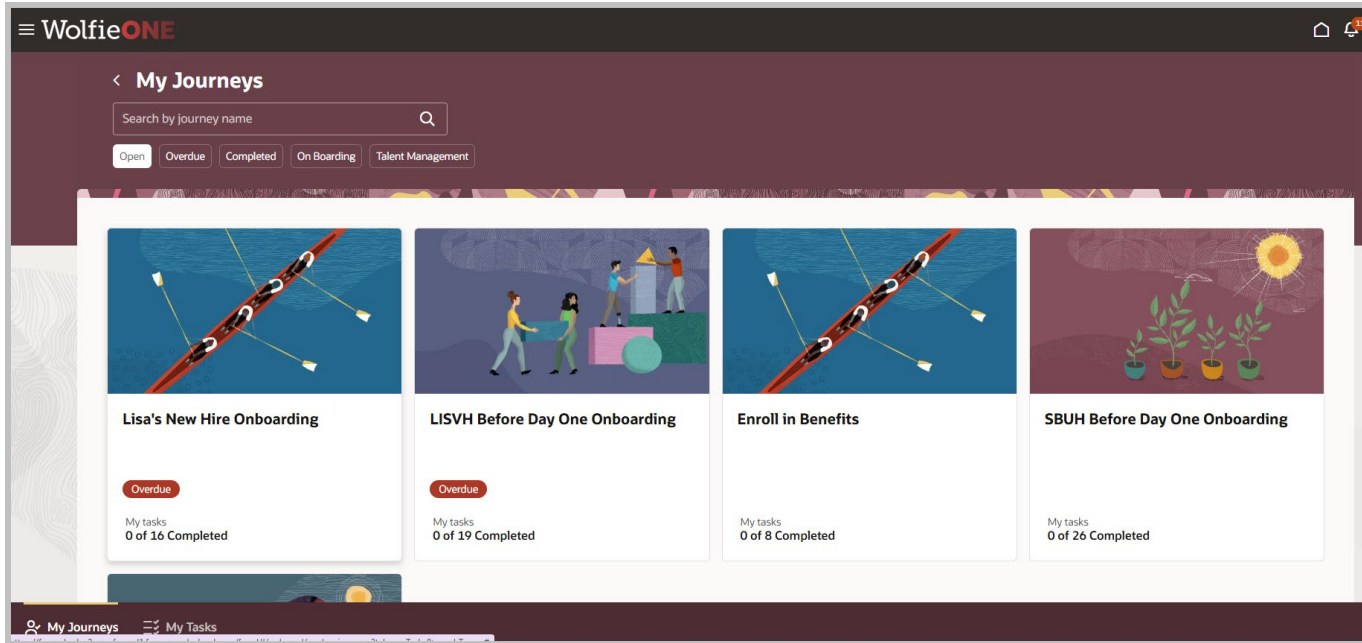 WolfieONE
My Journeys
Search by journey name
Open Overdue Completed On Boarding Talent Management
Lisa's New Hire Onboarding
Overdue
My tasks
0 of 16 Completed
LISVH Before Day One Onboarding
Overdue
My tasks
0 of 19 Completed
Enroll in Benefits
My tasks
0 of 8 Completed
SBUH Before Day One Onboarding
My tasks
0 of 26 Completed
My Journeys My Tasks